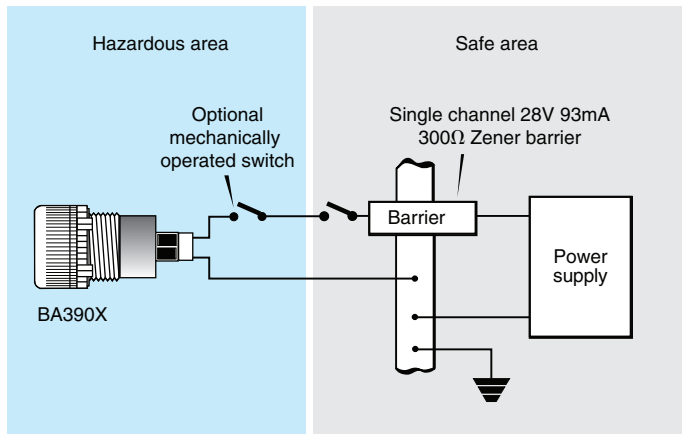 Hazardous area
Safe area
Optional
mechanically
operated switch
Single channel 28V 93mA
300Ω Zener barrier
Barrier
Power
supply
BA390X